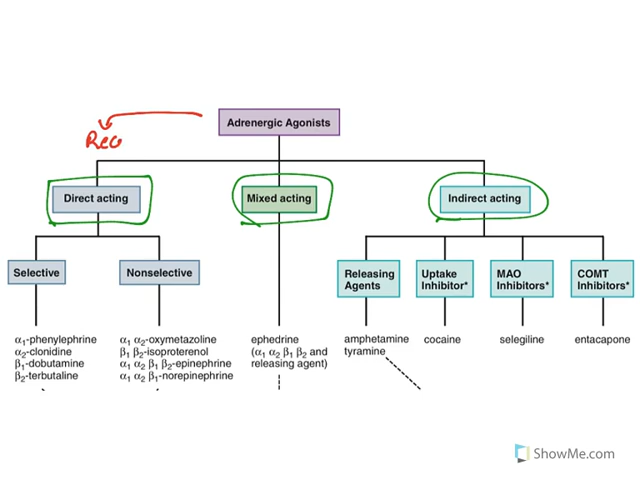 Adrenergic Agonists
Rec
Direct acting
Mixed acting
Indirect acting
Selective
Nonselective
Releasing
Agents
Uptake
Inhibitor*
MAO
Inhibitors*
COMT
Inhibitors*
α₁-phenylephrine
α₂-clonidine
β₁-dobutamine
β₂-terbutaline
α₁ α₂-oxymetazoline
β₁ β₂-isoproterenol
α₁ α₂ β₁ β₂-epinephrine
α₁ α₂ β₁-norepinephrine
ephedrine
(α₁ α₂ β₁ β₂ and
releasing agent)
amphetamine
tyramine
cocaine
selegiline
entacapone
ShowMe.com